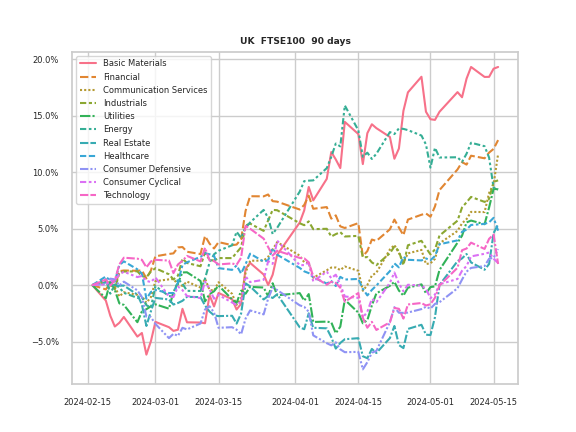 UK  FTSE100  90 days
20.0%
15.0%
10.0%
5.0%
0.0%
−5.0%
Basic Materials
Financial
Communication Services
Industrials
Utilities
Energy
Real Estate
Healthcare
Consumer Defensive
Consumer Cyclical
Technology
2024-02-15
2024-03-01
2024-03-15
2024-04-01
2024-04-15
2024-05-01
2024-05-15